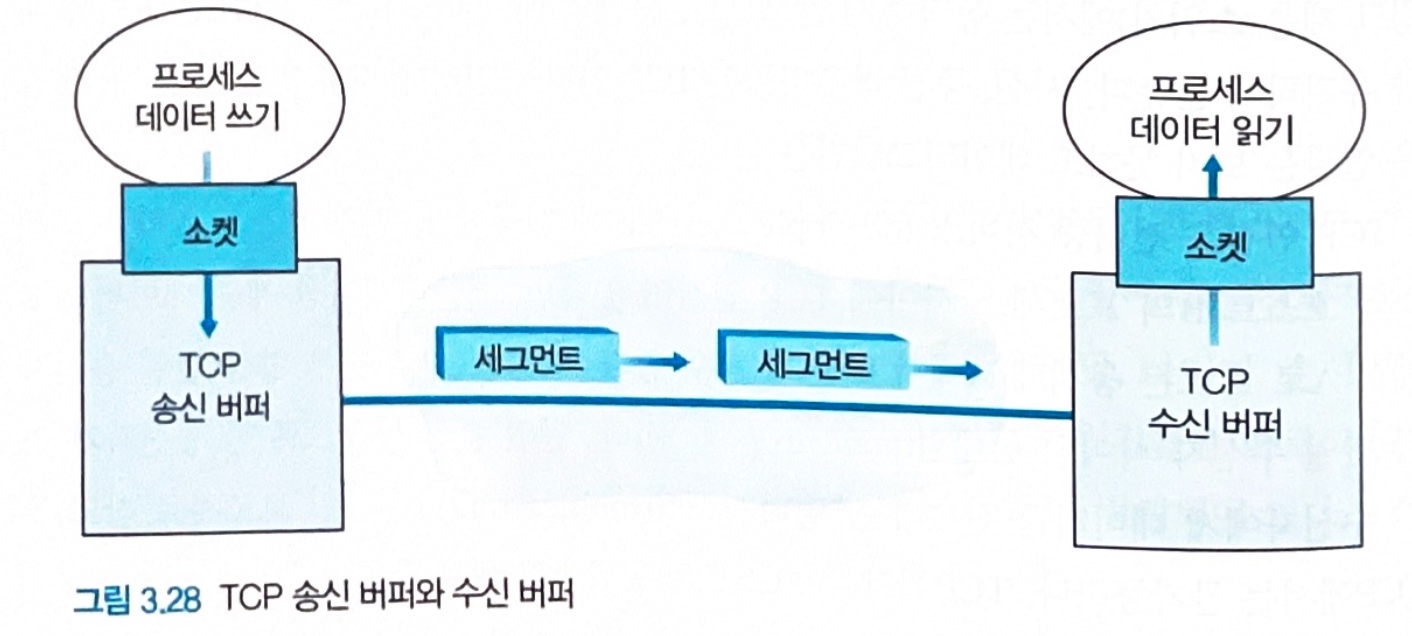 프로세스
데이터 쓰기
소켓
TCP
송신 버퍼
세그먼트
세그먼트
프로세스
데이터 읽기
소켓
TCP
수신 버퍼
그림 3.28 TCP 송신 버퍼와 수신 버퍼